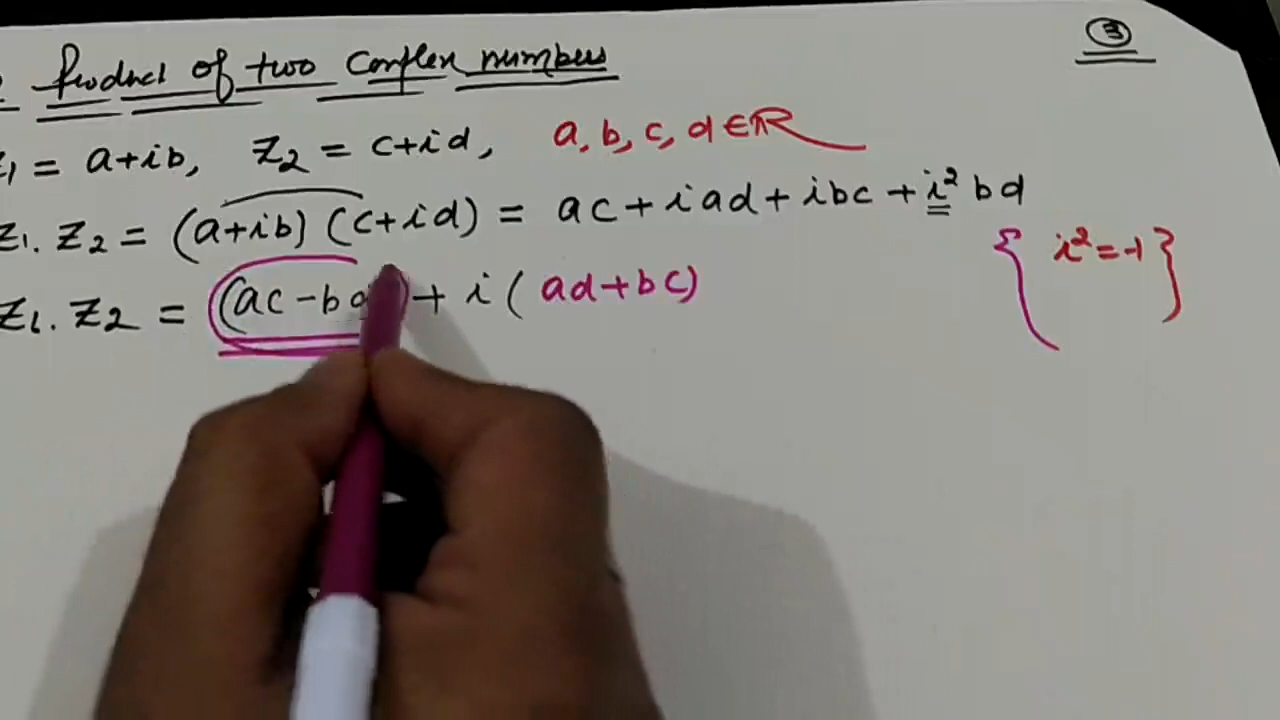 Product of two Complex numbers
3
z₁ = a+ib, z₂ = c+id, a, b, c, d ∈ ℝ
z₁. z₂ = (a+ib) (c+id) = ac + iad + ibc + i² bd
{ i² = -1 }
z₁. z₂ = (ac - bd) + i (ad+bc)